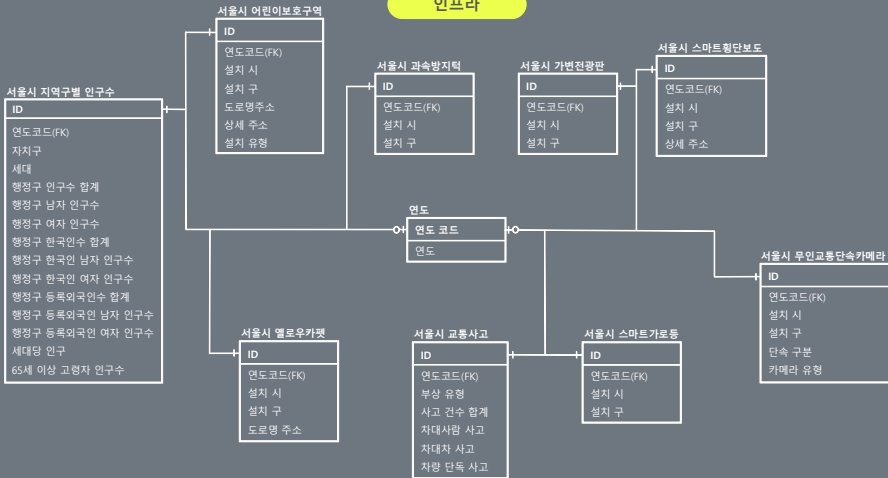 인프라
서울시 어린이보호구역
ID
연도코드(FK)
설치 시
설치 구
도로명주소
상세 주소
설치 유형
서울시 과속방지턱
ID
연도코드(FK)
설치 시
설치 구
서울시 가변전광판
ID
연도코드(FK)
설치 시
설치 구
서울시 스마트횡단보도
ID
연도코드(FK)
설치 시
설치 구
상세 주소
서울시 지역구별 인구수
ID
연도코드(FK)
자치구
세대
행정구 인구수 합계
행정구 남자 인구수
행정구 여자 인구수
행정구 한국인수 합계
행정구 한국인 남자 인구수
행정구 한국인 여자 인구수
행정구 등록외국인수 합계
행정구 등록외국인 남자 인구수
행정구 등록외국인 여자 인구수
세대당 인구
65세 이상 고령자 인구수
연도
연도 코드
연도
서울시 무인교통단속카메라
ID
연도코드(FK)
설치 시
설치 구
단속 구분
카메라 유형
서울시 옐로우카펫
ID
연도코드(FK)
설치 시
설치 구
도로명 주소
서울시 교통사고
ID
연도코드(FK)
부상 유형
사고 건수 합계
차대사람 사고
차대차 사고
차량 단독 사고
서울시 스마트가로등
ID
연도코드(FK)
설치 시
설치 구